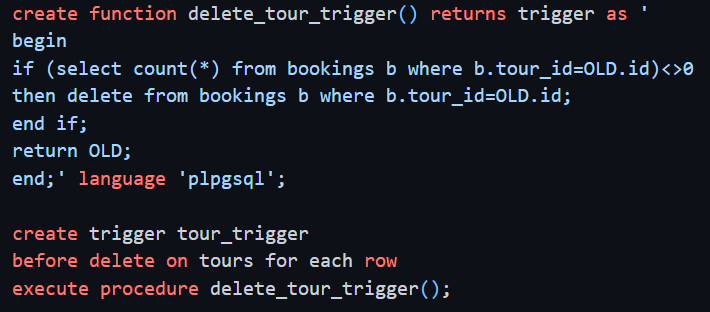 create function delete_tour_trigger() returns trigger as '
begin
if (select count(*) from bookings b where b.tour_id=OLD.id)<>0
then delete from bookings b where b.tour_id=OLD.id;
end if;
return OLD;
end;' language 'plpgsql';

create trigger tour_trigger
before delete on tours for each row
execute procedure delete_tour_trigger();